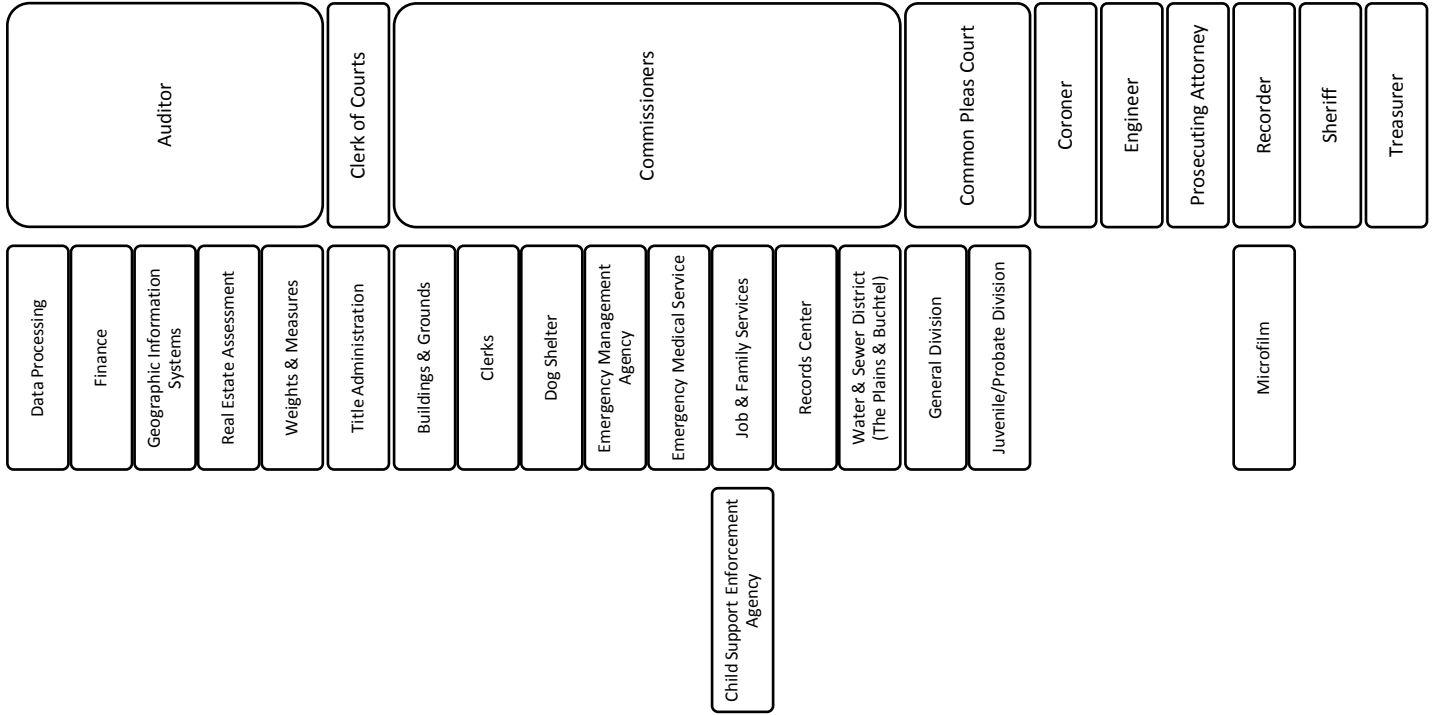 Auditor
Clerk of Courts
Commissioners
Common Pleas Court
Coroner
Engineer
Prosecuting Attorney
Recorder
Sheriff
Treasurer
Data Processing
Finance
Geographic Information
Systems
Real Estate Assessment
Weights & Measures
Title Administration
Buildings & Grounds
Clerks
Dog Shelter
Emergency Management
Agency
Emergency Medical Service
Job & Family Services
Records Center
Water & Sewer District
(The Plains & Buchtel)
General Division
Juvenile/Probate Division
Microfilm
Child Support Enforcement
Agency